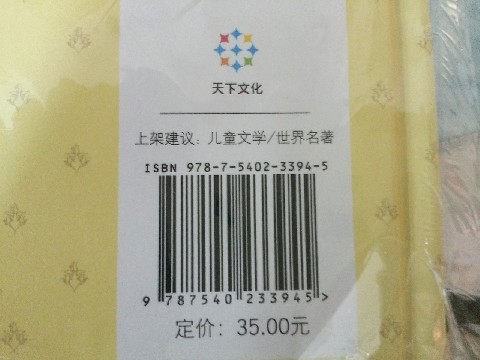 天下文化
上架建议：儿童文学/世界名著
ISBN 978-7-5402-3394-5
9 787540 233945>
定价：35.00元